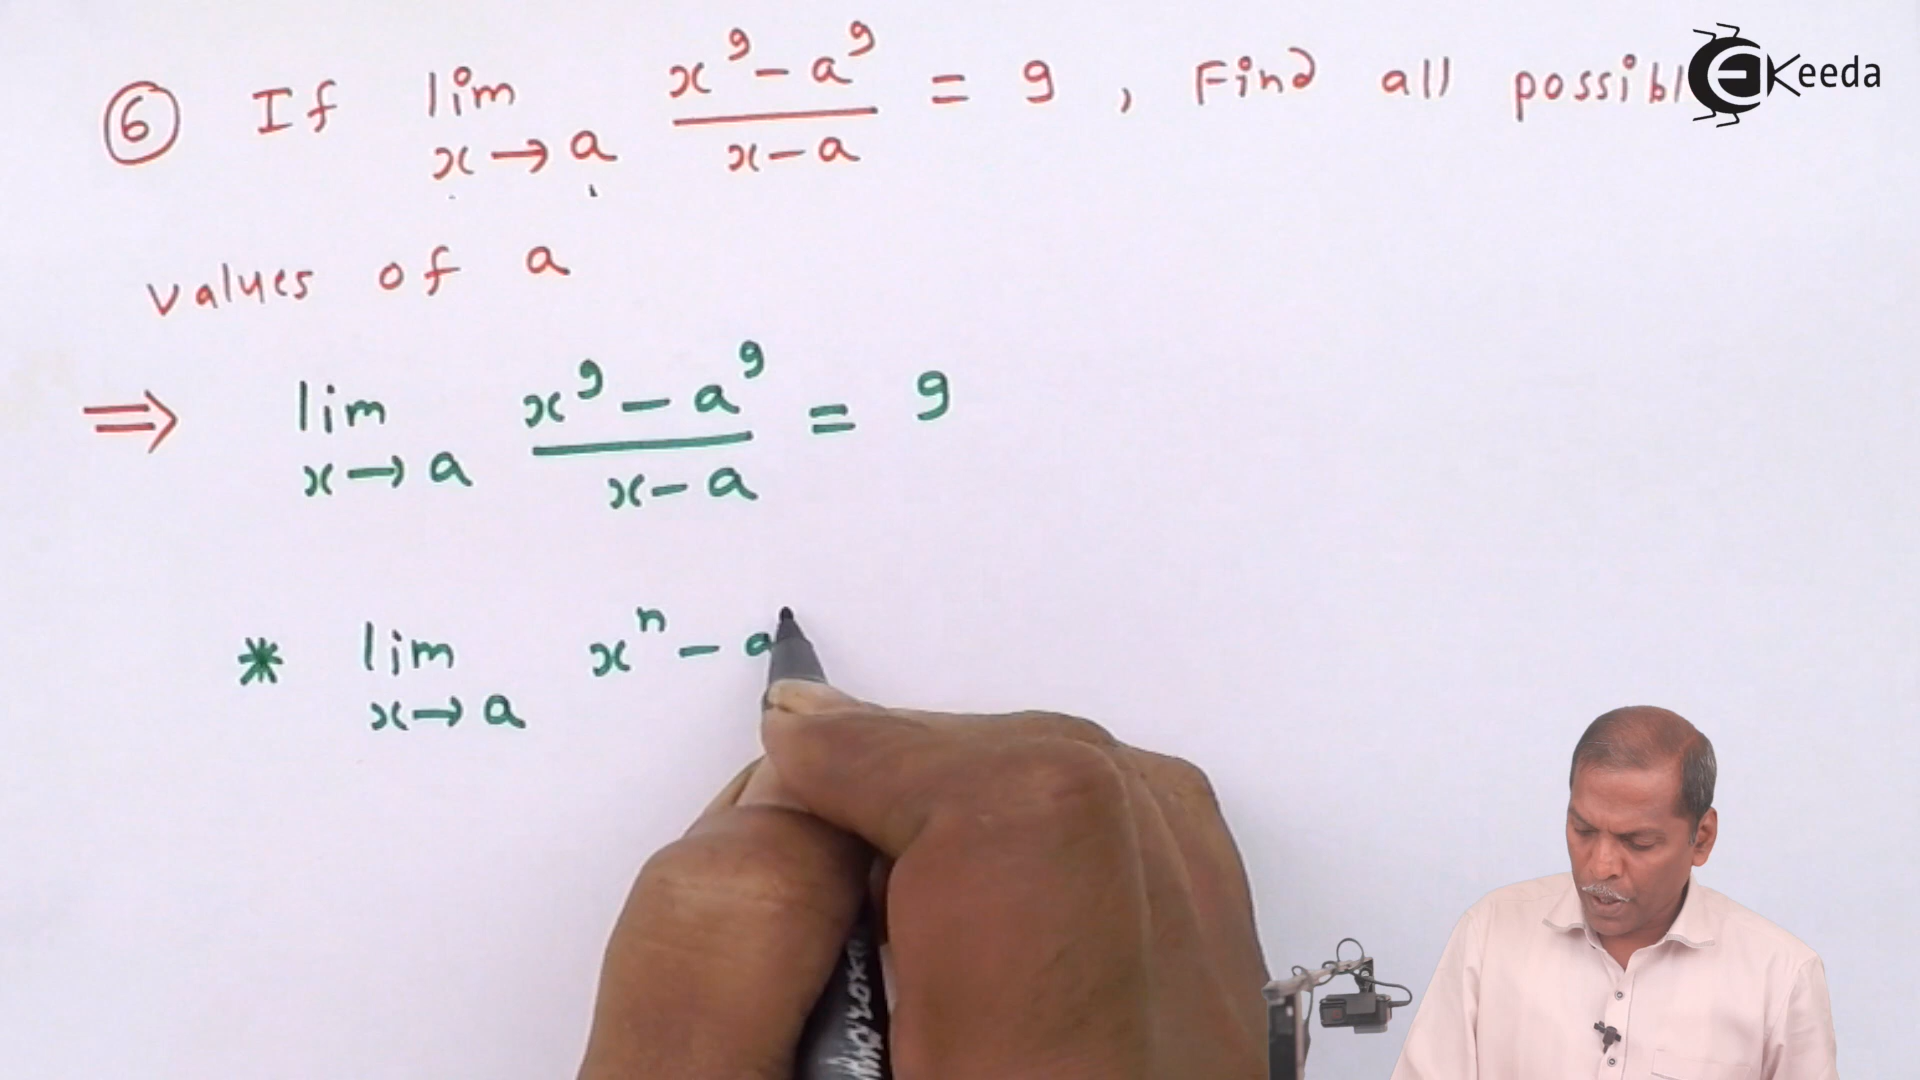 6 If lim x→a (x⁹ - a⁹)/(x - a) = 9, Find all possibl
values of a
⇒ lim x→a (x⁹ - a⁹)/(x - a) = 9
* lim x→a xⁿ - a
Keeda